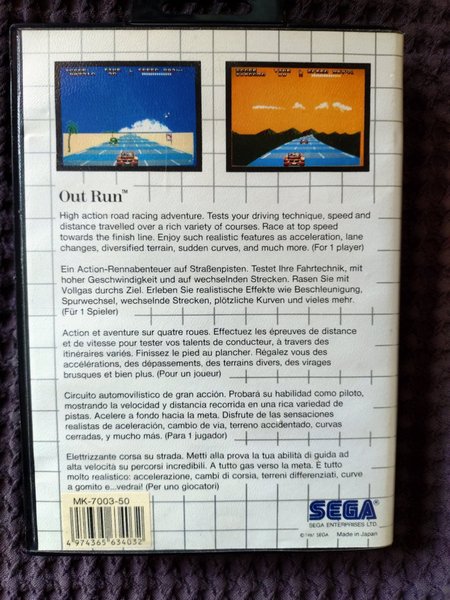 Out Run™
High action road racing adventure. Tests your driving technique, speed and
distance travelled over a rich variety of courses. Race at top speed
towards the finish line. Enjoy such realistic features as acceleration, lane
changes, diversified terrain, sudden curves, and much more. (For 1 player)
Ein Action-Rennabenteuer auf Straßenpisten. Testet Ihre Fahrtechnik, mit
hoher Geschwindigkeit und auf wechselnden Strecken. Rasen Sie mit
Vollgas durchs Ziel. Erleben Sie realistische Effekte wie Beschleunigung,
Spurwechsel, wechselnde Strecken, plötzliche Kurven und vieles mehr.
(Für 1 Spieler)
Action et aventure sur quatre roues. Effectuez les épreuves de distance
et de vitesse pour tester vos talents de conducteur, à travers des
itinéraires variés. Finissez le pied au plancher. Régalez vous des
accélérations, des dépassements, des terrains divers, des virages
brusques et bien plus. (Pour un joueur)
Circuito automovilistico de gran acción. Probará su habilidad como piloto,
mostrando la velocidad y distancia recorrida en una rica variedad de
pistas. Acelere a fondo hacia la meta. Disfrute de las sensaciones
realistas de aceleración, cambio de via, terreno accidentado, curvas
cerradas, y mucho más. (Para 1 jugador)
Elettrizzante corsa su strada. Metti alla prova la tua abilità di guida ad
alta velocità su percorsi incredibili. A tutto gas verso la meta. È tutto
molto realistico: accelerazione, cambi di corsia, terreni differenziati, curve
a gomito e...vedrai! (Per uno giocatori)
MK-7003-50
4 974365 634032
SEGA®
SEGA ENTERPRISES LTD.
© 1987 SEGA Made in Japan